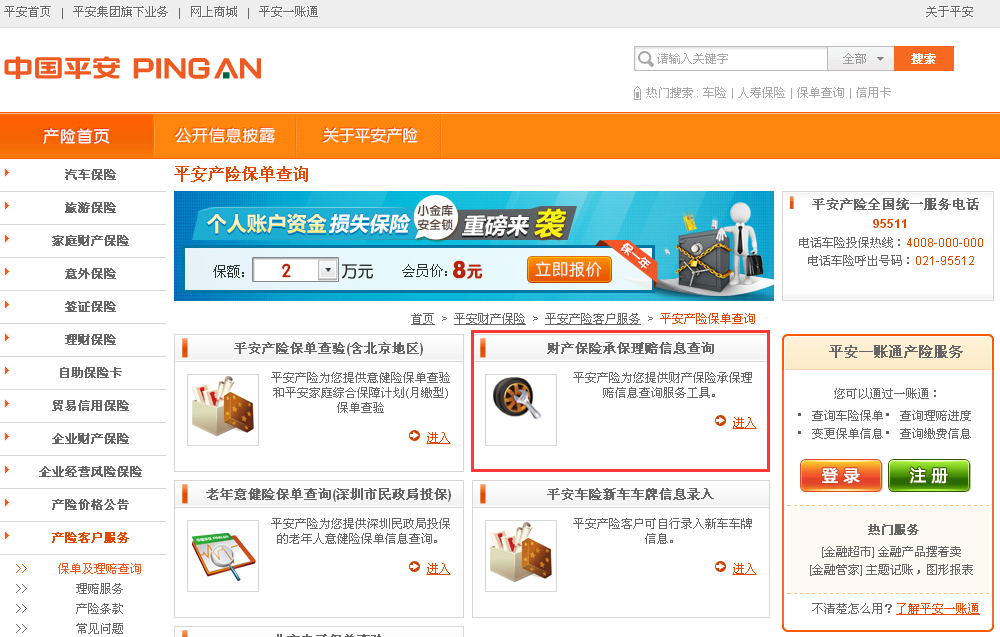 平安首页 | 平安集团旗下业务 | 网上商城 | 平安一账通
关于平安
中国平安 PING AN
请输入关键字
全部
搜索
热门搜索: 车险 | 人寿保险 | 保单查询 | 信用卡
产险首页
公开信息披露
关于平安产险
汽车保险
旅游保险
家庭财产保险
意外保险
签证保险
理财保险
自助保险卡
贸易信用保险
企业财产保险
企业经营风险保险
产险价格公告
产险客户服务
保单及理赔查询
理赔服务
产险条款
常见问题
平安产险保单查询
个人账户资金损失保险
小金库
安全锁
重磅来袭
保额:
2
万元
会员价: 8元
立即报价
保一年
首页 > 平安财产保险 > 平安产险客户服务 > 平安产险保单查询
平安产险保单查验(含北京地区)
平安产险为您提供意健险保单查验
和平安家庭综合保障计划(月缴型)
保单查验
进入
财产保险承保理赔信息查询
平安产险为您提供财产保险承保理
赔信息查询服务工具。
进入
老年意健险保单查询(深圳市民政局投保)
平安产险为您提供深圳民政局投保
的老年人意健险保单信息查询。
进入
平安车险新车车牌信息录入
平安产险客户可自行录入新车车牌
信息。
进入
平安产险全国统一服务电话
95511
电话车险投保热线：4008-000-000
电话车险呼出号码：021-95512
平安一账通产险服务
您可以通过一账通：
• 查询车险保单• 查询理赔进度
• 变更保单信息• 查询缴费信息
登录
注册
热门服务
[金融超市] 金融产品摆着卖
[金融管家] 主题记账，图形报表
不清楚怎么用？了解平安一账通